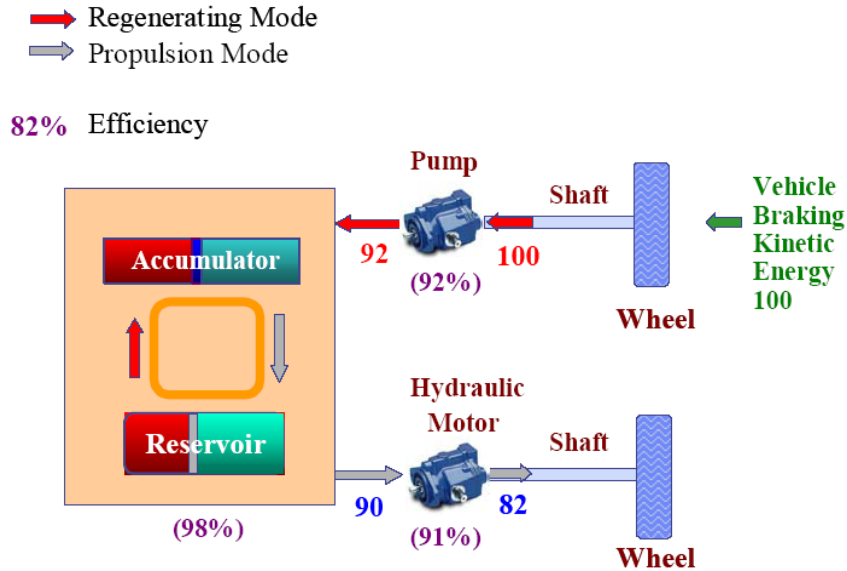 Regenerating Mode
Propulsion Mode
82% Efficiency
Pump
Shaft
Vehicle
Braking
Kinetic
Energy
100
Accumulator
92
100
(92%)
Wheel
Hydraulic
Motor
Shaft
Reservoir
90
82
(98%)
(91%)
Wheel